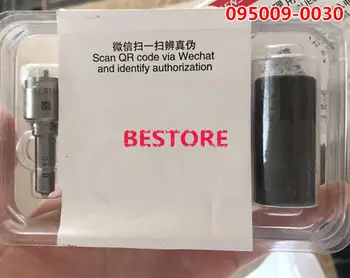 095009-0030
微信扫一扫辨真伪
Scan QR code via Wechat
and identify authorization
BESTORE